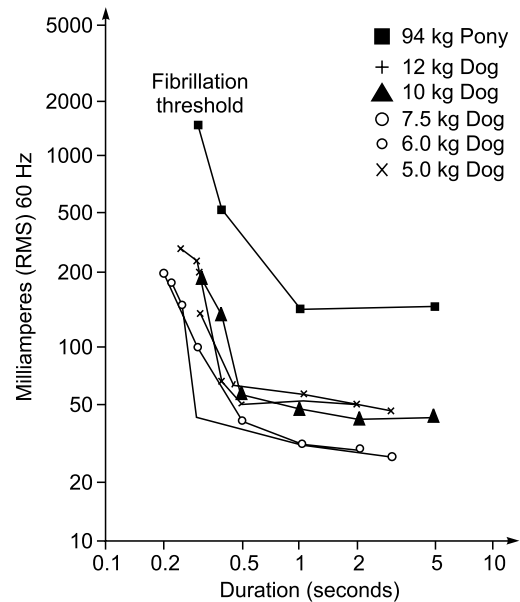 5000
2000
1000
500
200
100
50
20
10
Milliamperes (RMS) 60 Hz
Fibrillation
threshold
94 kg Pony
12 kg Dog
10 kg Dog
7.5 kg Dog
6.0 kg Dog
5.0 kg Dog
0.1 0.2 0.5 1 2 5 10
Duration (seconds)